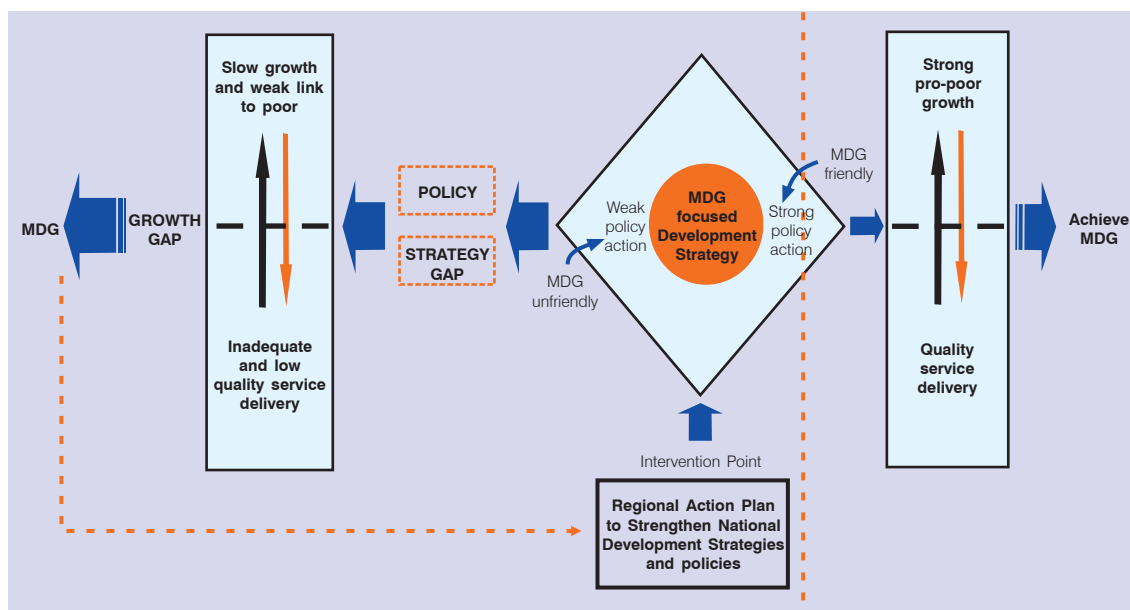 Slow growth
and weak link
to poor
Inadequate
and low
quality service
delivery
MDG
GROWTH
GAP
POLICY
STRATEGY
GAP
Weak
policy
action
MDG
unfriendly
MDG
focused
Development
Strategy
Strong
policy
action
MDG
friendly
Strong
pro-poor
growth
Quality
service
delivery
Achieve
MDG
Intervention Point
Regional Action Plan
to Strengthen National
Development Strategies
and policies